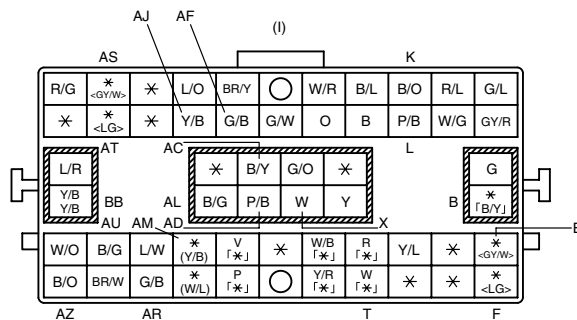 AJ AF (I)
AS K
R/G * <GY/W> * L/O BR/Y W/R B/L B/O R/L G/L
* * <LG> * Y/B G/B G/W O B P/B W/G GY/R
AT AC L
L/R * B/Y G/O * G
Y/B Y/B BB AL B/G P/B W Y B * 「B/Y」
AU AM AD X E
W/O B/G L/W * (Y/B) V 「*」 * W/B 「*」 R 「*」 Y/L * * <GY/W>
B/O BR/W G/B * (W/L) P 「*」 Y/R 「*」 W 「*」 * * * <LG>
AZ AR T F